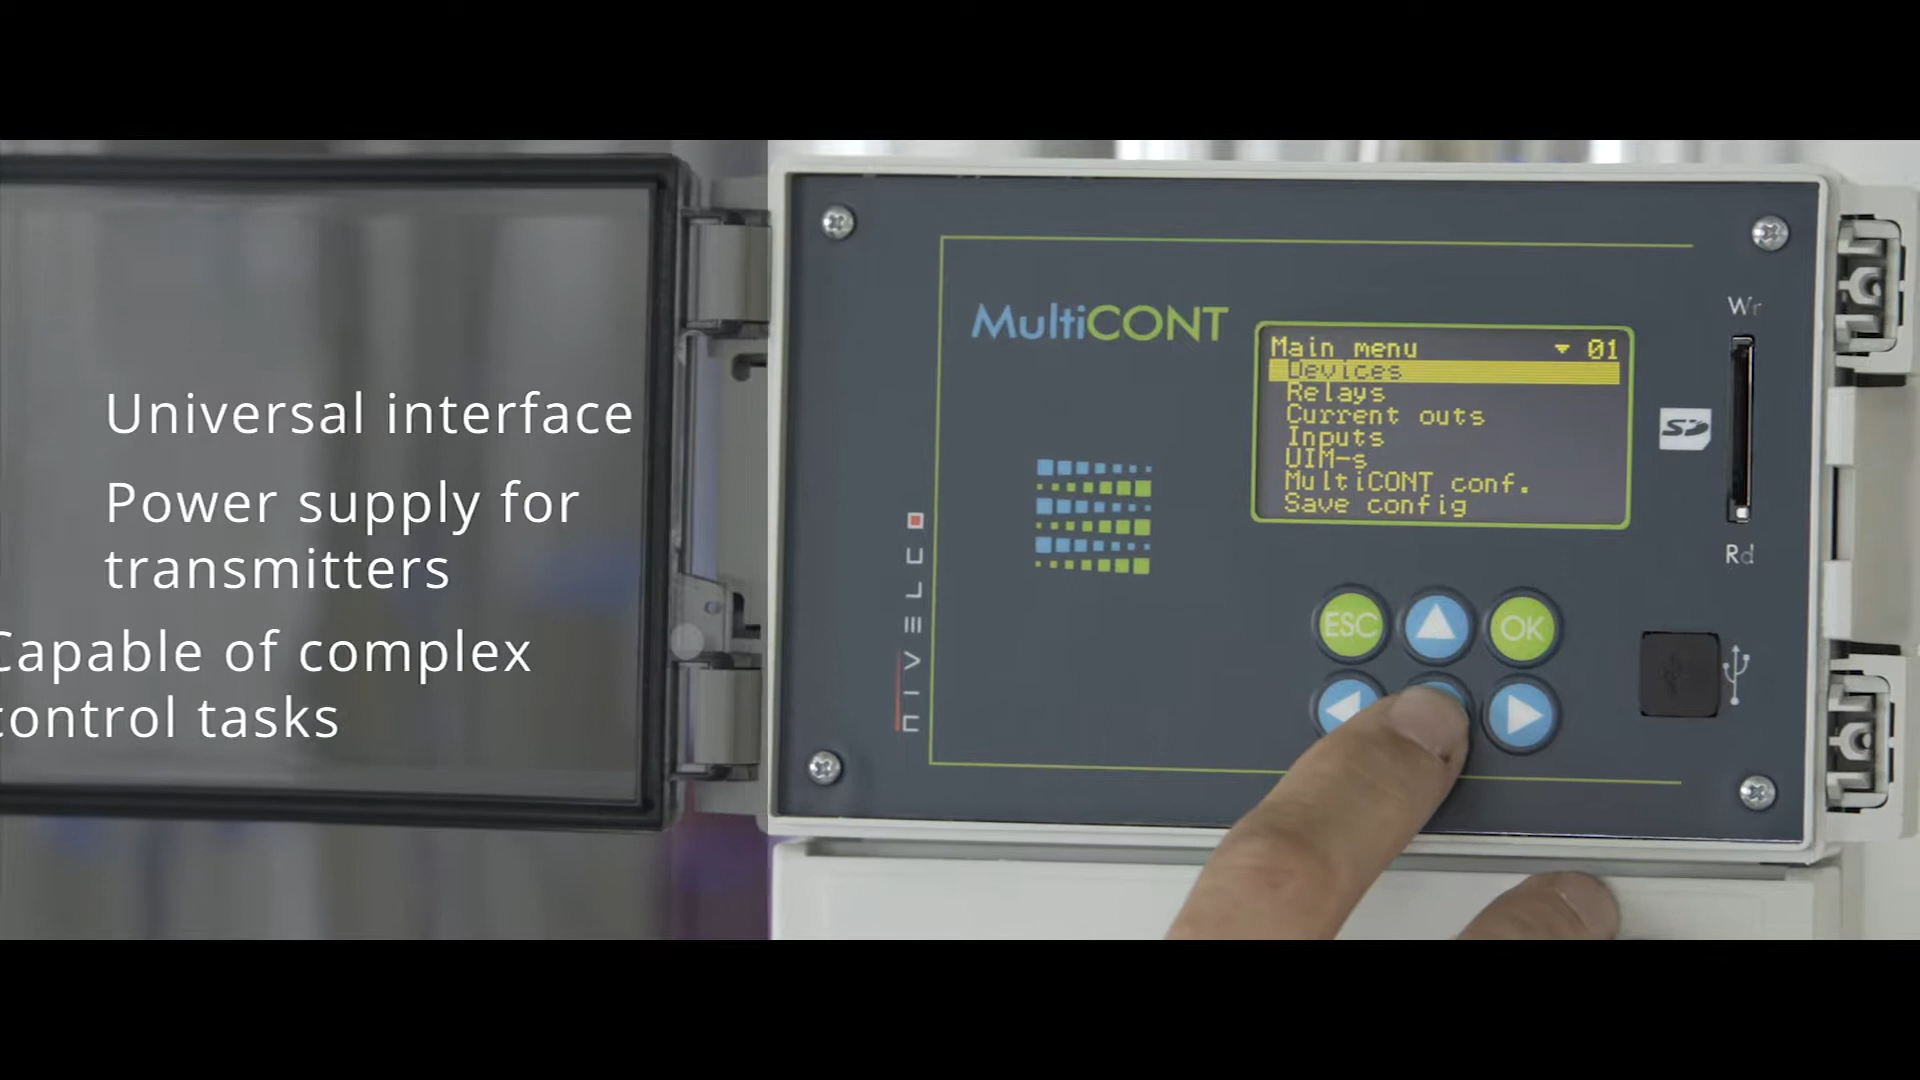 Universal interface
Power supply for
transmitters
Capable of complex
control tasks
MultiCONT
NIVELCO
Main menu 01
Devices
Relays
Current outs
Inputs
UIM-s
MultiCONT conf.
Save config
Wr
SD
Rd
ESC
OK